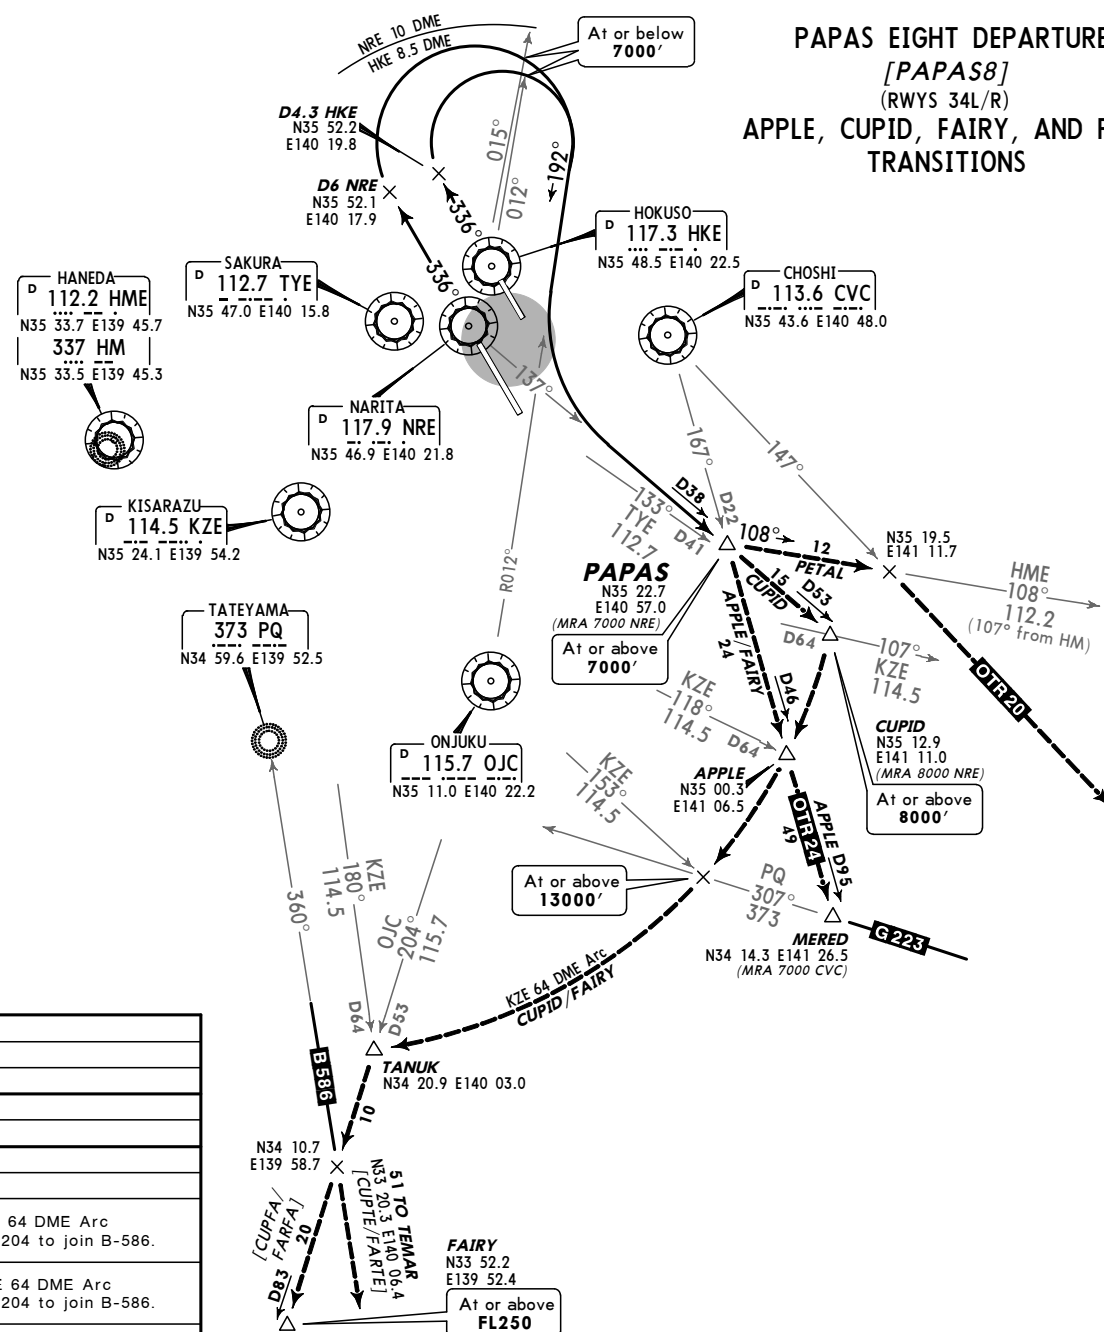 PAPAS EIGHT DEPARTURE
[PAPAS8]
(RWYS 34L/R)
APPLE, CUPID, FAIRY, AND
TRANSITIONS
NRE 10 DME
HKE 8.5 DME
At or below
7000'
D4.3 HKE
N35 52.2
E140 19.8
D6 NRE
N35 52.1
E140 17.9
015°
012°
192°
336°
336°
HOKUSO
D 117.3 HKE
N35 48.5 E140 22.5
SAKURA
D 112.7 TYE
N35 47.0 E140 15.8
HANEDA
D 112.2 HME
N35 33.7 E139 45.7
337 HM
N35 33.5 E139 45.3
CHOSHI
D 113.6 CVC
N35 43.6 E140 48.0
NARITA
D 117.9 NRE
N35 46.9 E140 21.8
137°
167°
147°
KISARAZU
D 114.5 KZE
N35 24.1 E139 54.2
133°
TYE
112.7
D41
D38
D22
R012°
108°
12
PETAL
N35 19.5
E141 11.7
HME
108°
112.2
(107° from HM)
PAPAS
N35 22.7
E140 57.0
(MRA 7000 NRE)
At or above
7000'
15
CUPID
D53
D64
107°
KZE
114.5
APPLE/FAIRY
24
D46
OTR 20
TATEYAMA
373 PQ
N34 59.6 E139 52.5
KZE
118°
114.5
D64
CUPID
N35 12.9
E141 11.0
(MRA 8000 NRE)
At or above
8000'
ONJUKU
D 115.7 OJC
N35 11.0 E140 22.2
APPLE
N35 00.3
E141 06.5
KZE
153°
114.5
OTR 24
49
APPLE D95
At or above
13000'
PQ
307°
373
MERED
N34 14.3 E141 26.5
(MRA 7000 CVC)
G 223
360°
KZE
180°
114.5
OJC
204°
115.7
D64
D53
KZE 64 DME Arc
CUPID/FAIRY
TANUK
N34 20.9 E140 03.0
B 586
10
N34 10.7
E139 58.7
51 TO TEMAR
N33 20.3 E140 06.4
[CUPTE/FARTE]
[CUPFA/
FARFA]
20
D83
FAIRY
N33 52.2
E139 52.4
At or above
FL250
64 DME Arc
204 to join B-586.
64 DME Arc
204 to join B-586.